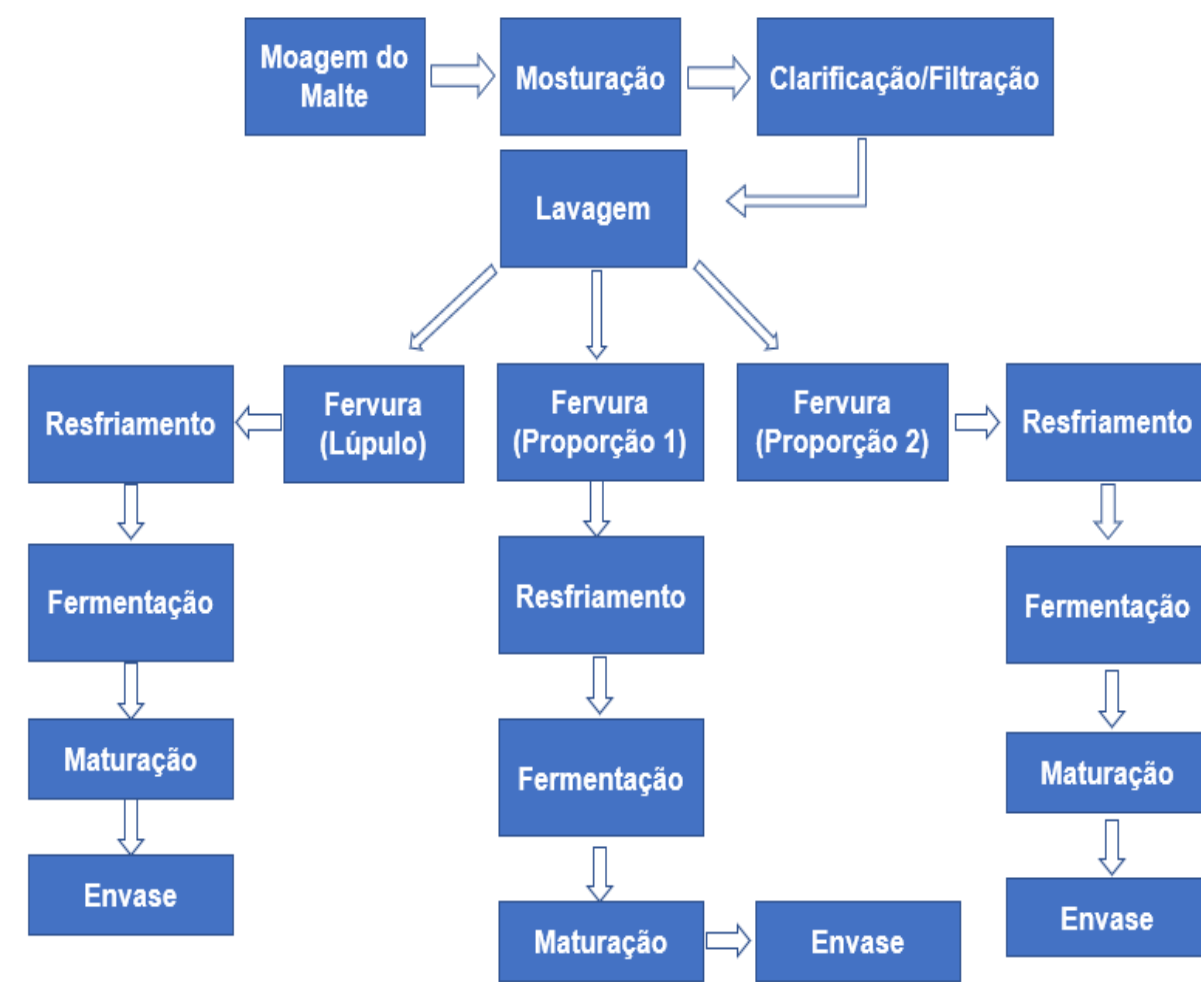 Moagem do
Malte
Mosturação
Clarificação/Filtração
Lavagem
Resfriamento
Fervura
(Lúpulo)
Fervura
(Proporção 1)
Fervura
(Proporção 2)
Resfriamento
Fermentação
Resfriamento
Fermentação
Maturação
Fermentação
Maturação
Envase
Maturação
Envase
Envase